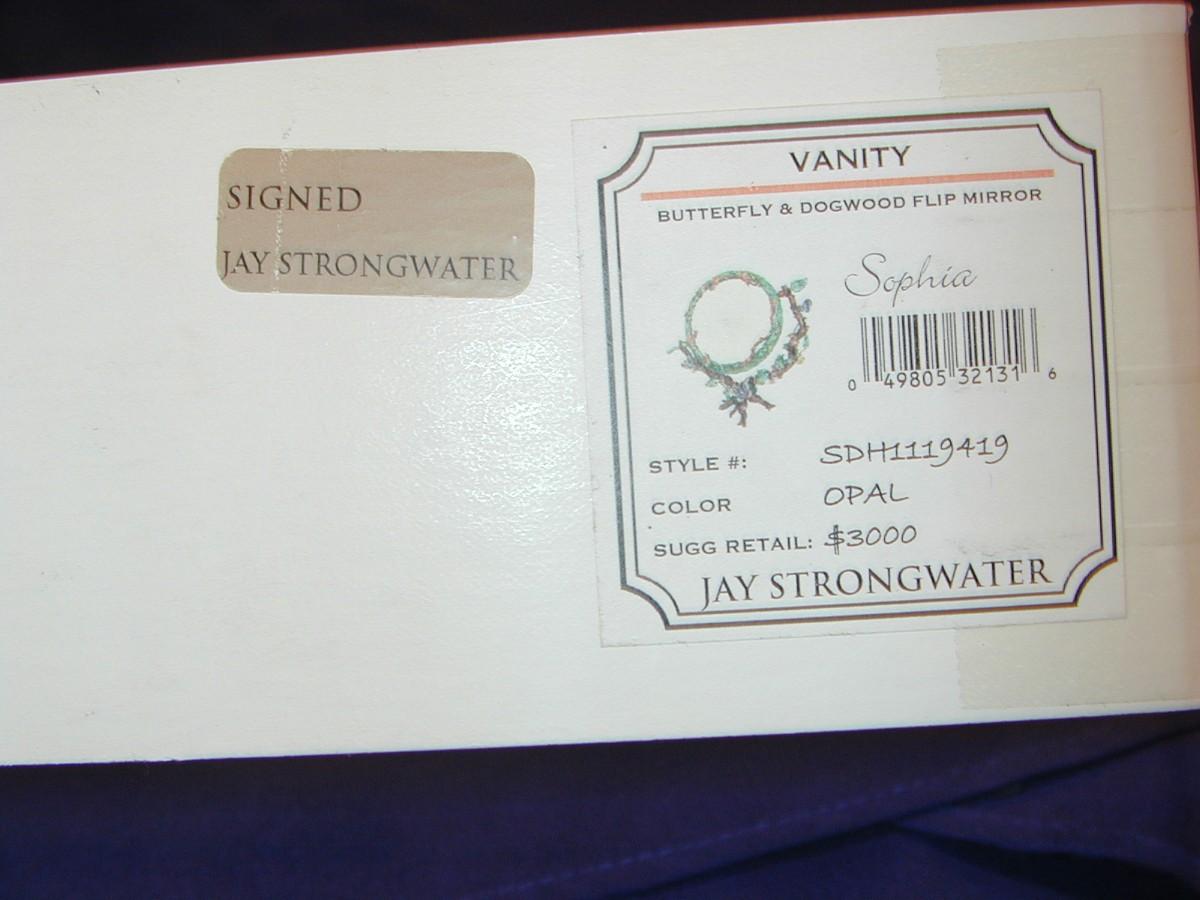 SIGNED
JAY STRONGWATER
VANITY
BUTTERFLY & DOGWOOD FLIP MIRROR
Sophia
0 49805 32131 6
STYLE #: SDH1119419
COLOR OPAL
SUGG RETAIL: $3000
JAY STRONGWATER